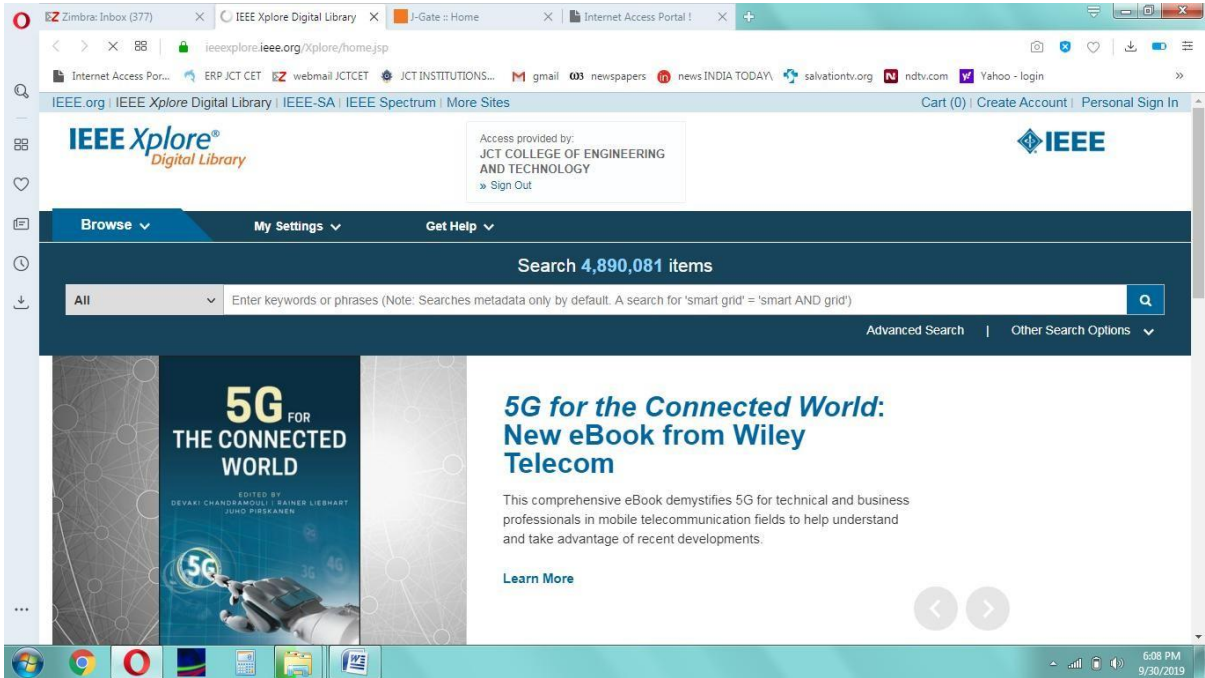 Zimbra: Inbox (377)
IEEE Xplore Digital Library
J-Gate :: Home
Internet Access Portal !
ieeexplore.ieee.org/Xplore/home.jsp
Internet Access Por...
ERP JCT CET
webmail JCTCET
JCT INSTITUTIONS...
gmail
newspapers
news INDIA TODAY\
salvationtv.org
ndtv.com
Yahoo - login
IEEE.org | IEEE Xplore Digital Library | IEEE-SA | IEEE Spectrum | More Sites
Cart (0) | Create Account | Personal Sign In
IEEE Xplore®
Digital Library
Access provided by:
JCT COLLEGE OF ENGINEERING
AND TECHNOLOGY
» Sign Out
IEEE
Browse
My Settings
Get Help
Search 4,890,081 items
All
Enter keywords or phrases (Note: Searches metadata only by default. A search for 'smart grid' = 'smart AND grid')
Advanced Search | Other Search Options
5G FOR
THE CONNECTED
WORLD
EDITED BY
DEVAKI CHANDRAMOULI | RAINER LIEBHART
JUHO PIRSKANEN
5G
3G
4G
5G for the Connected World:
New eBook from Wiley
Telecom
This comprehensive eBook demystifies 5G for technical and business
professionals in mobile telecommunication fields to help understand
and take advantage of recent developments.
Learn More
6:08 PM
9/30/2019